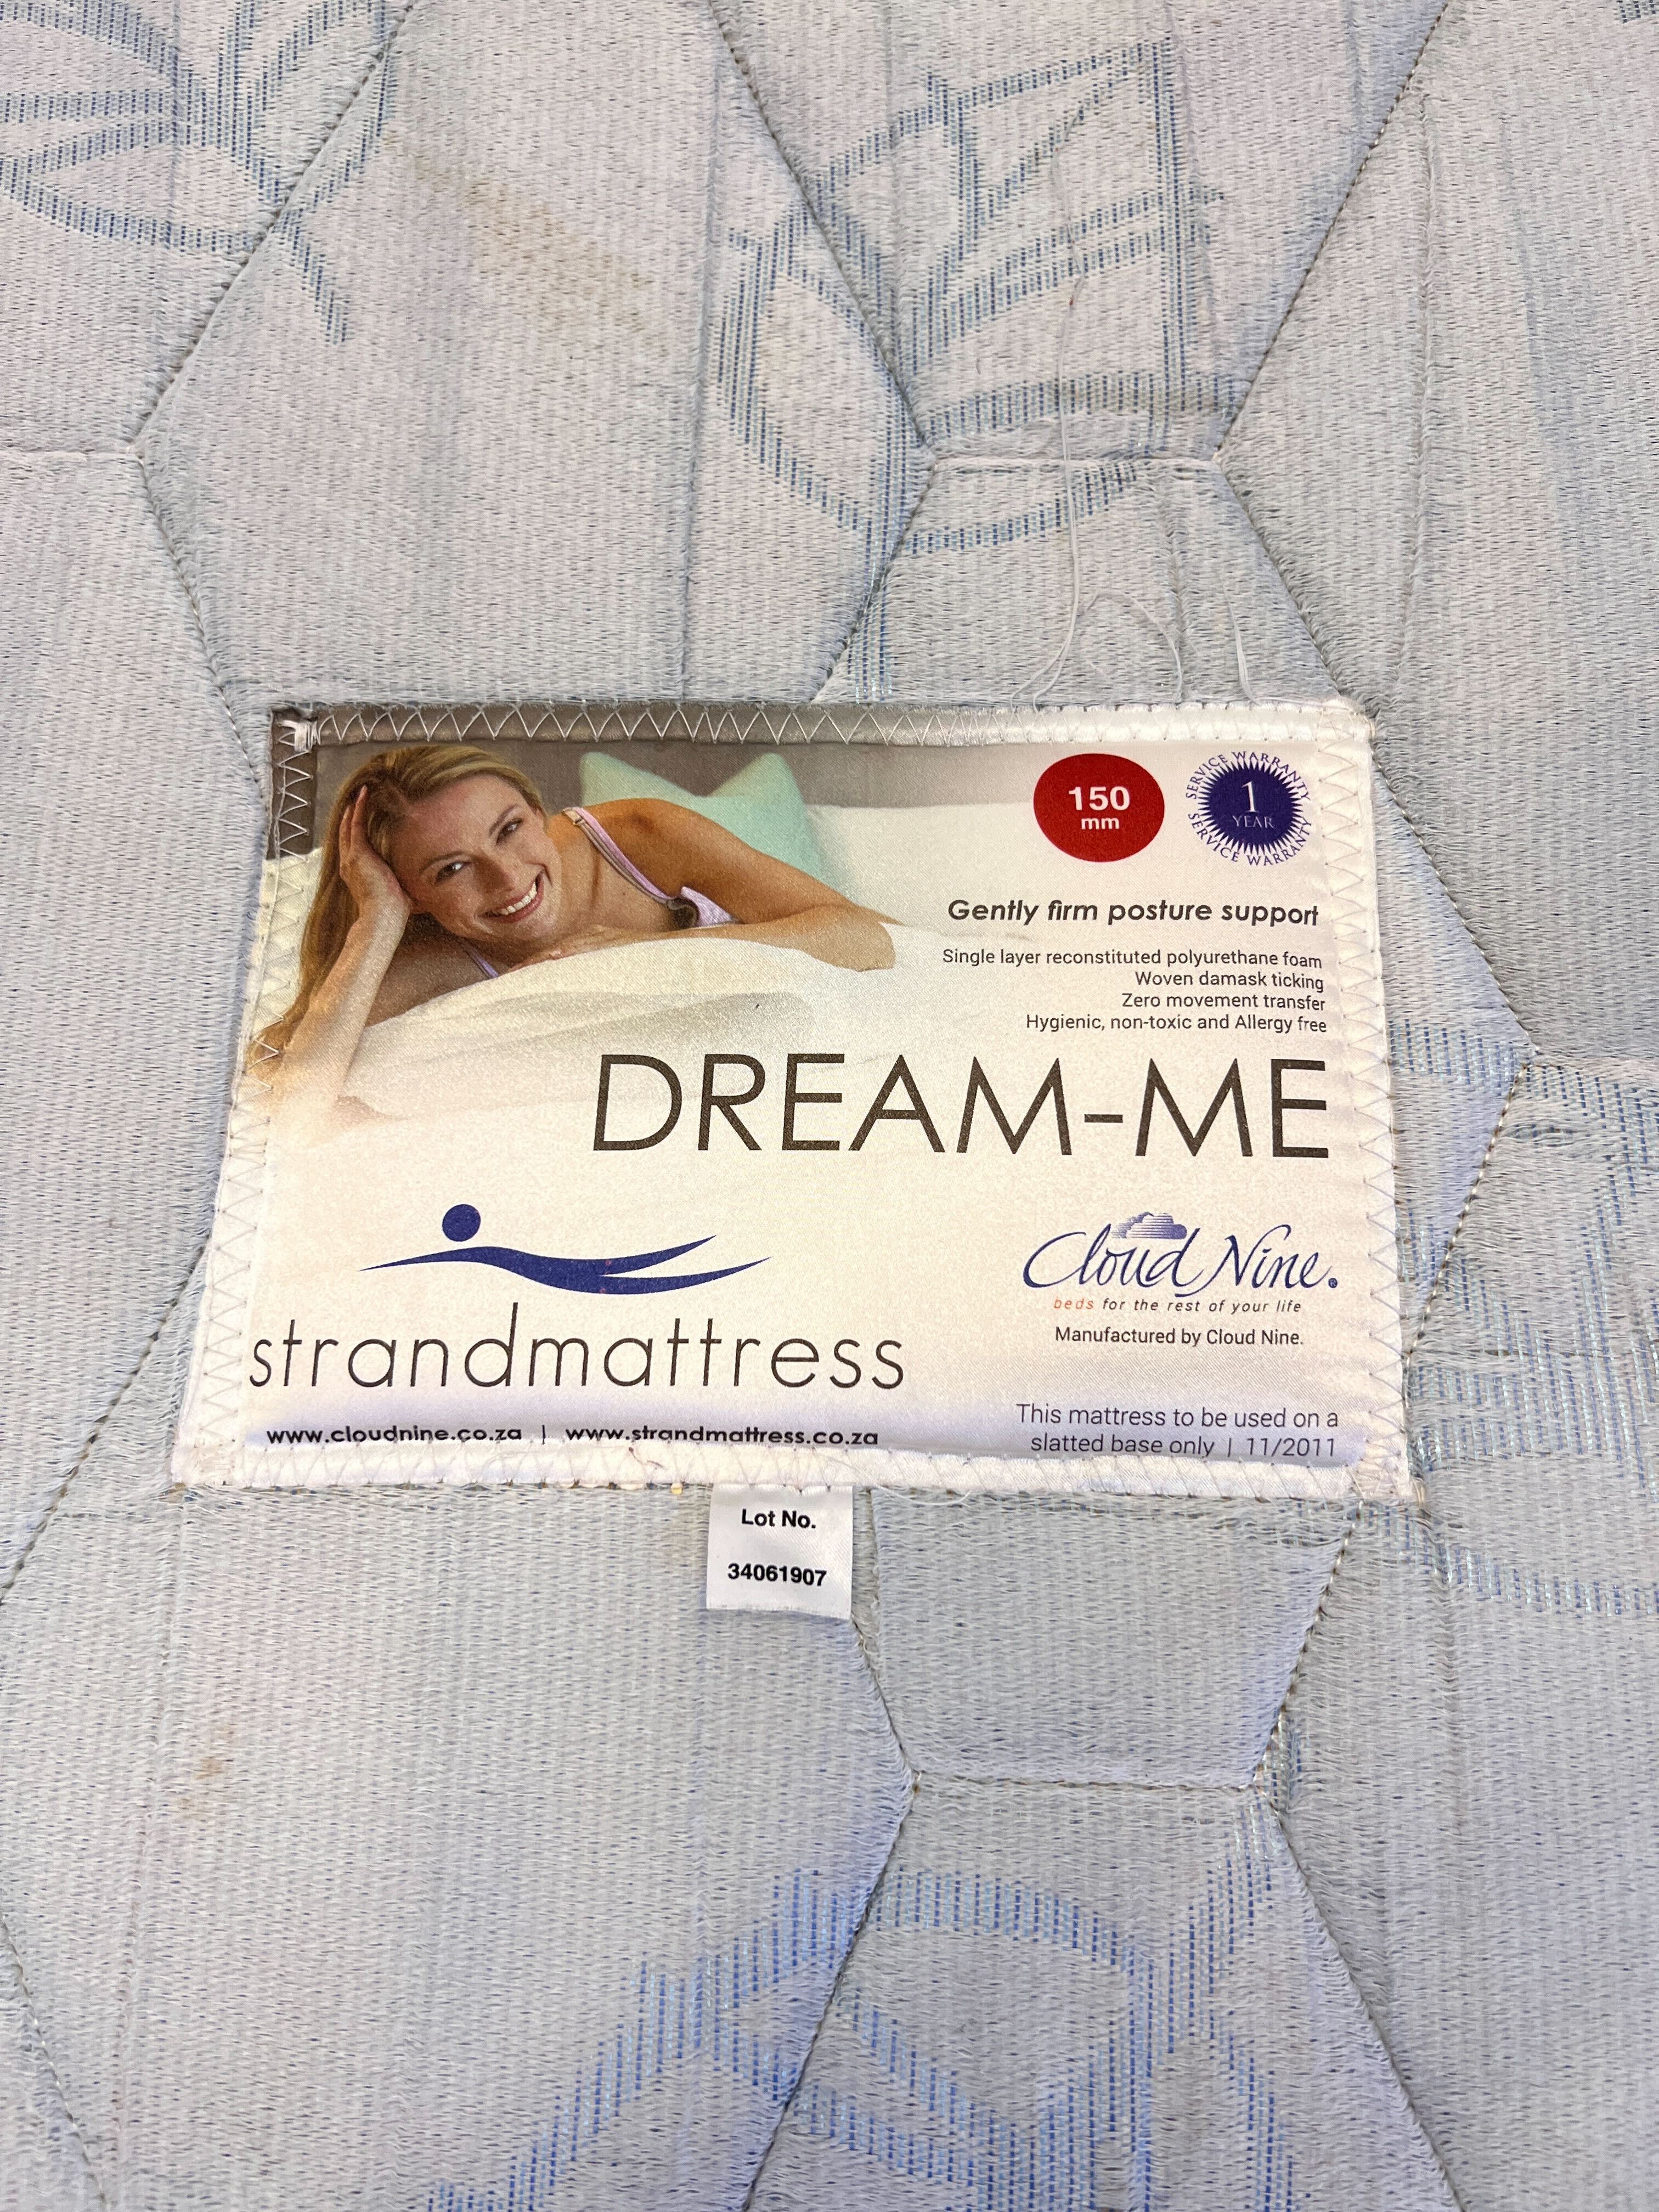 150
mm
SERVICE WARRANTY
1
YEAR
SERVICE WARRANTY
Gently firm posture support
Single layer reconstituted polyurethane foam
Woven damask ticking
Zero movement transfer
Hygienic, non-toxic and Allergy free
DREAM-ME
strandmattress
Cloud Nine.
beds for the rest of your life
Manufactured by Cloud Nine.
www.cloudnine.co.za | www.strandmattress.co.za
This mattress to be used on a
slatted base only | 11/2011
Lot No.
34061907